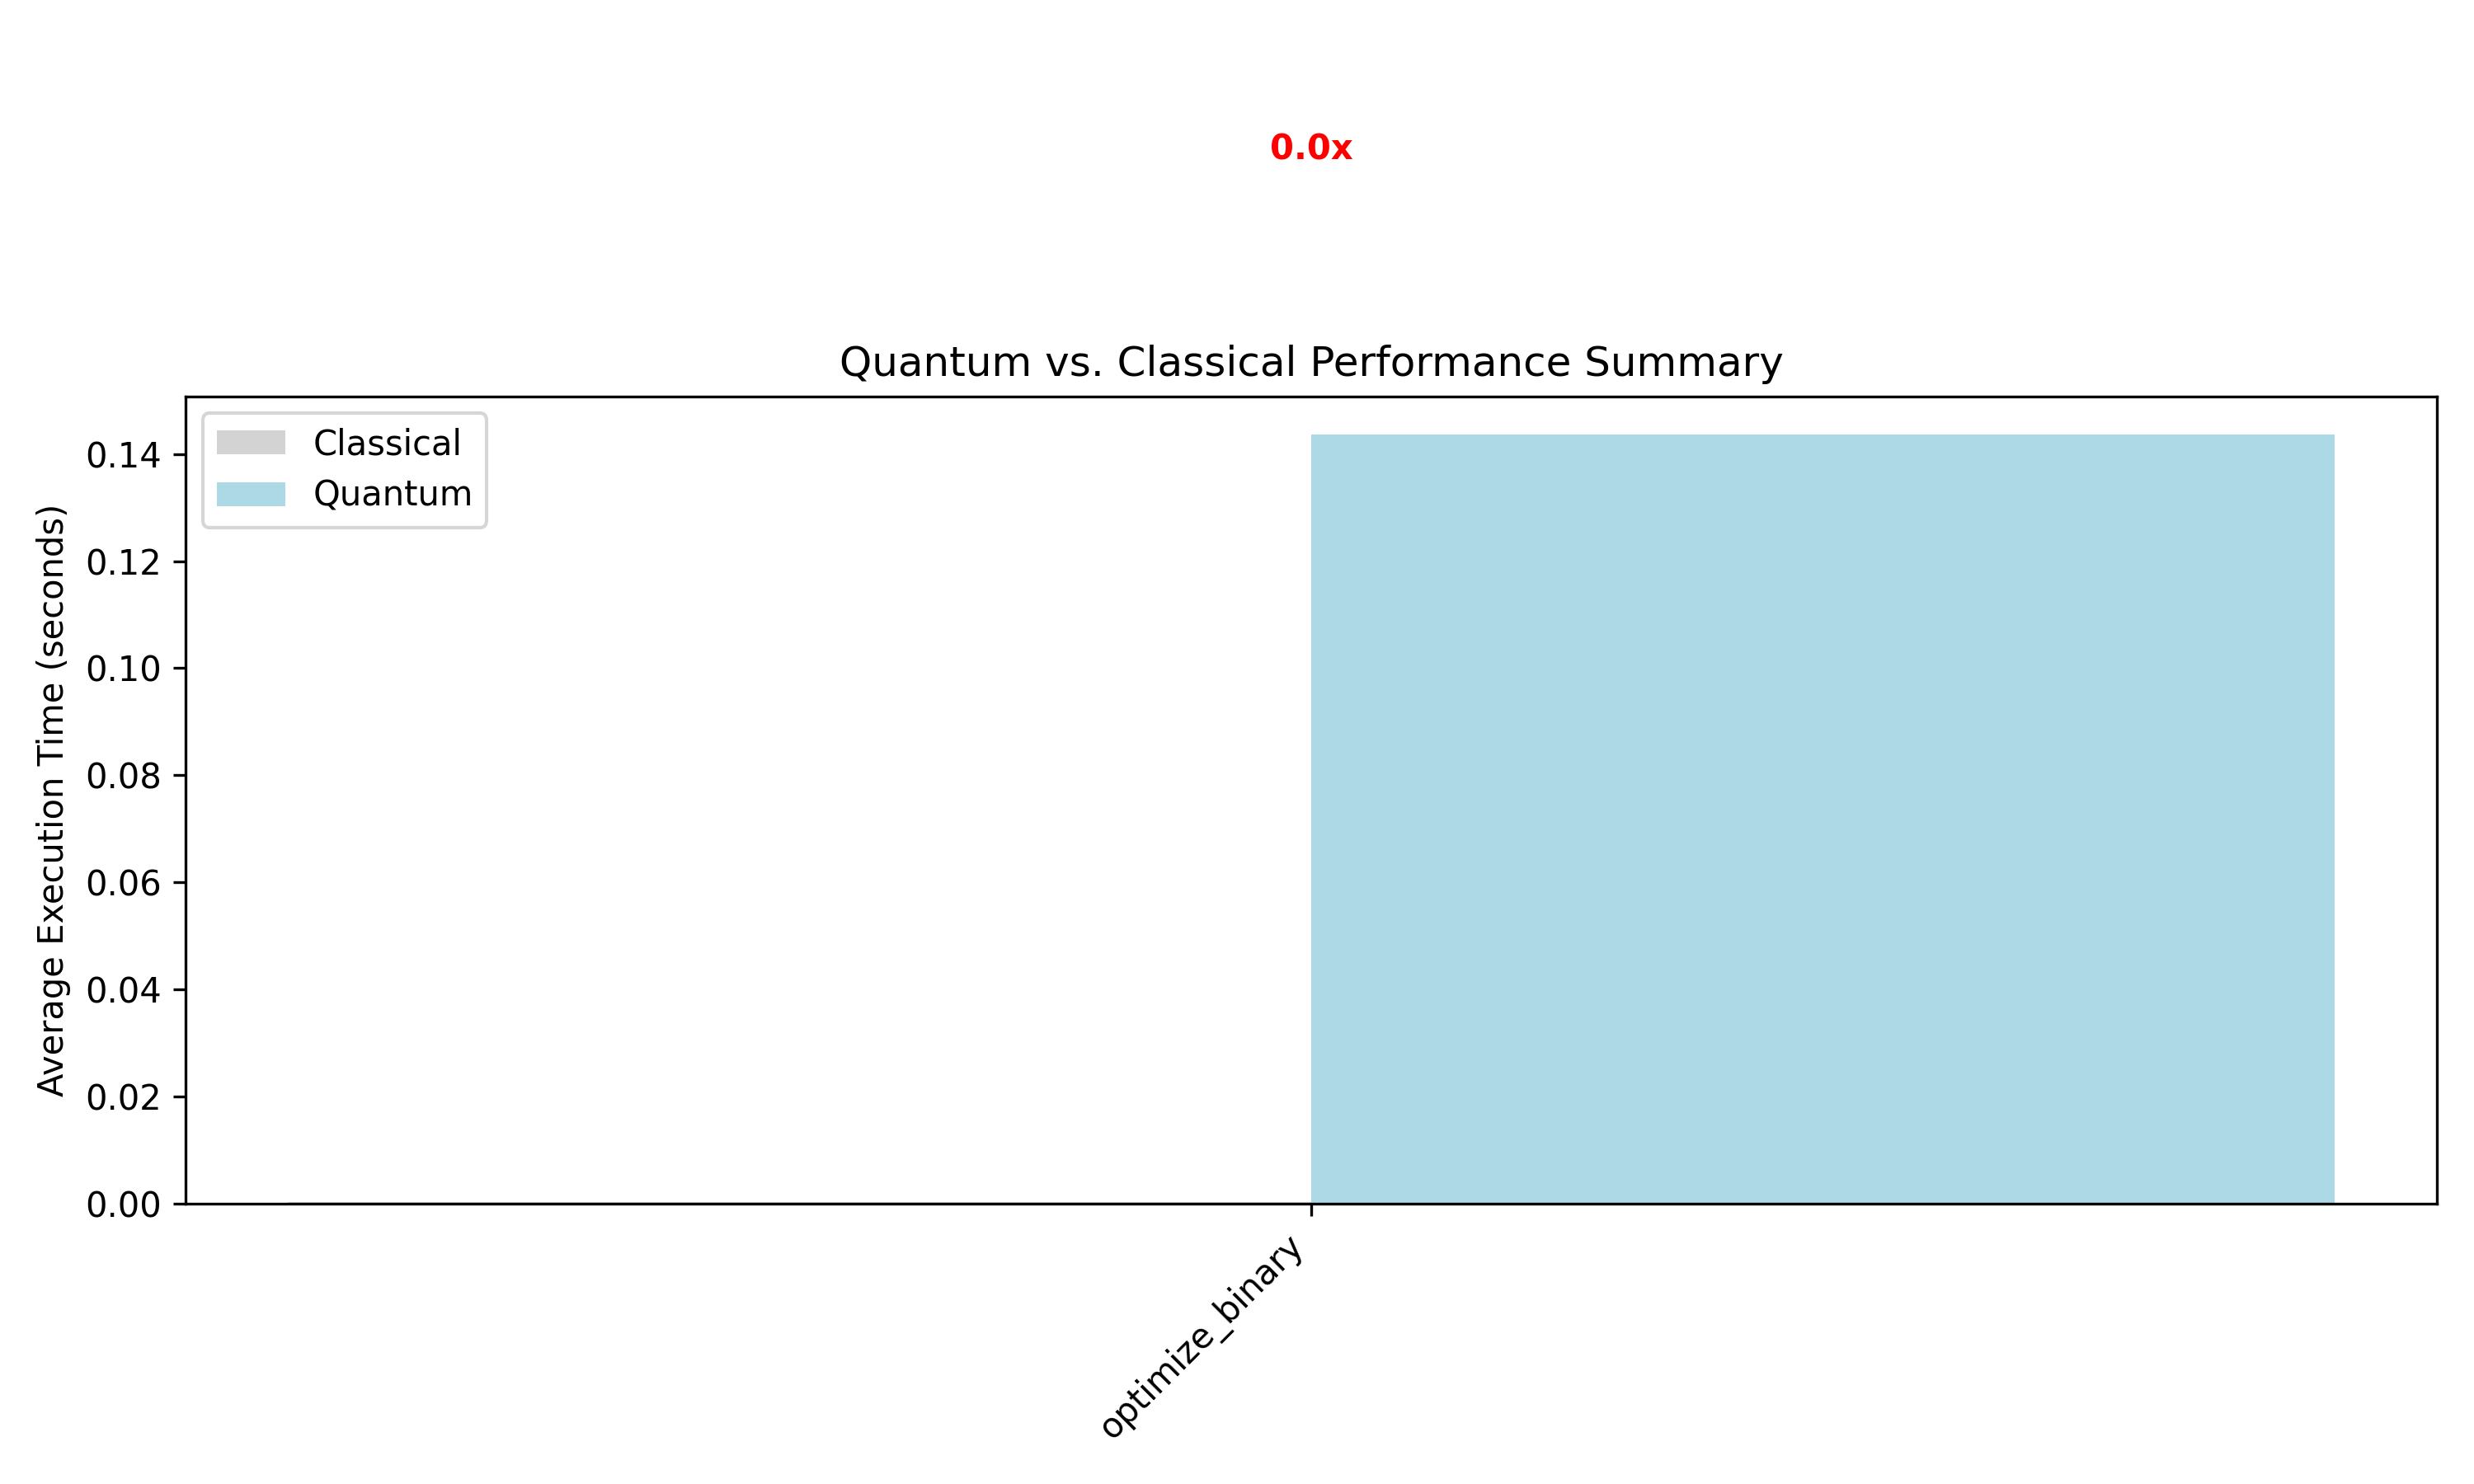 0.0x
Quantum vs. Classical Performance Summary
Classical
Quantum
Average Execution Time (seconds)
0.14
0.12
0.10
0.08
0.06
0.04
0.02
0.00
optimize_binary